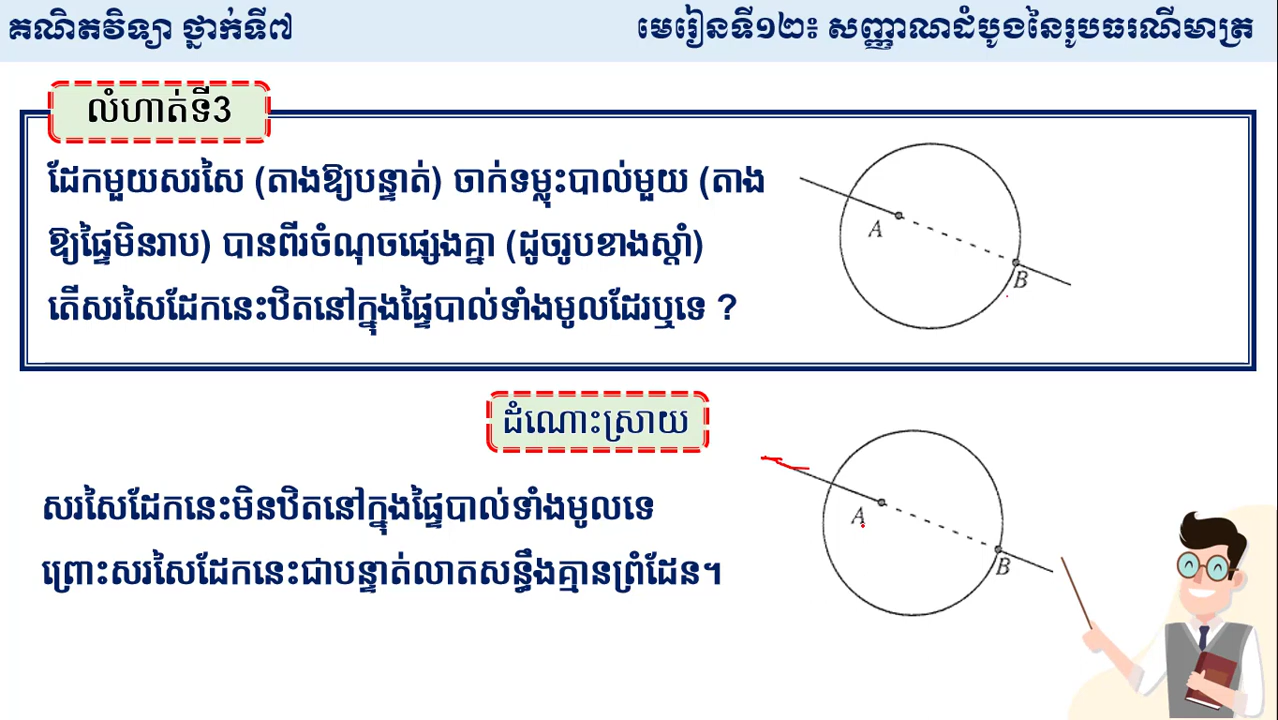 គណិតវិទ្យា ថ្នាក់ទី៧
មេរៀនទី១២៖ សញ្ញាណដំបូងនៃរូបធរណីមាត្រ
លំហាត់ទី3
ដែកមួយសរសៃ (តាងឱ្យបន្ទាត់) ចាក់ទម្លុះបាល់មួយ (តាង
ឱ្យផ្ទៃមិនរាប) បានពីរចំណុចផ្សេងគ្នា (ដូចរូបខាងស្តាំ)
តើសរសៃដែកនេះឋិតនៅក្នុងផ្ទៃបាល់ទាំងមូលដែរឬទេ ?
A
B
ដំណោះស្រាយ
សរសៃដែកនេះមិនឋិតនៅក្នុងផ្ទៃបាល់ទាំងមូលទេ
ព្រោះសរសៃដែកនេះជាបន្ទាត់លាតសន្ធឹងគ្មានព្រំដែន។
A
B